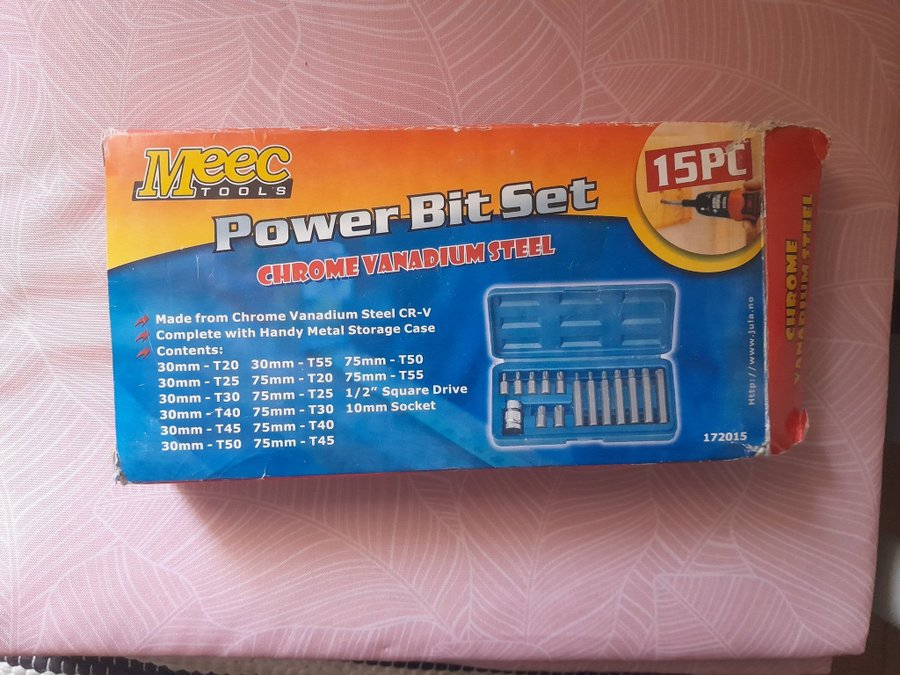 Meec
TOOLS
15PC
Power Bit Set
CHROME VANADIUM STEEL
Made from Chrome Vanadium Steel CR-V
Complete with Handy Metal Storage Case
Contents:
30mm - T20 30mm - T55 75mm - T50
30mm - T25 75mm - T20 75mm - T55
30mm - T30 75mm - T25 1/2" Square Drive
30mm - T40 75mm - T30 10mm Socket
30mm - T45 75mm - T40
30mm - T50 75mm - T45
172015
Http://www.jula.no
CHROME
VANADIUM STEEL